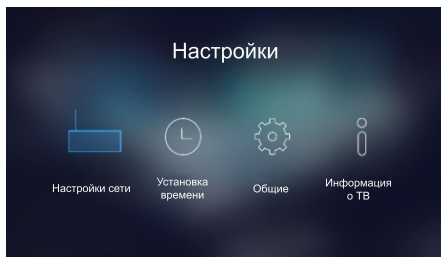 Настройки
Настройки сети
Установка
времени
Общие
Информация
о ТВ